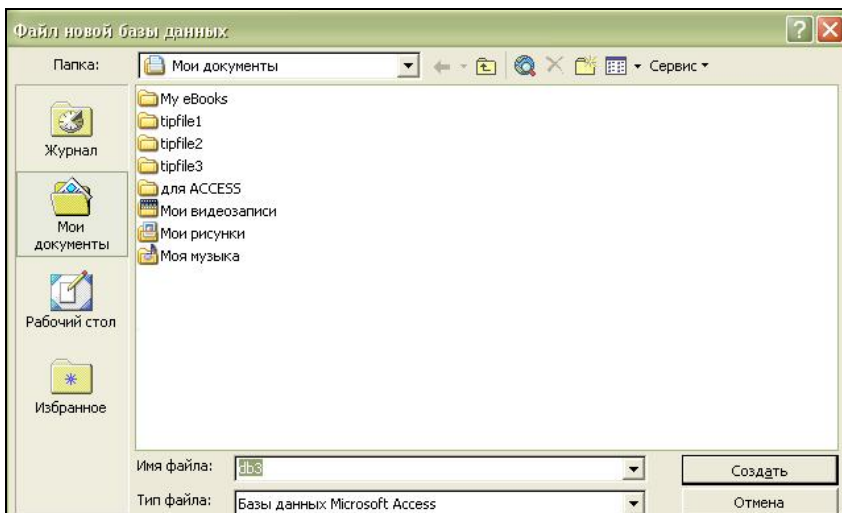 Файл новой базы данных
Папка: Мои документы Сервис
My eBooks
tipfile1
tipfile2
tipfile3
для ACCESS
Мои видеозаписи
Мои рисунки
Моя музыка
Журнал
Мои
документы
Рабочий стол
Избранное
Имя файла: db3 Создать
Тип файла: Базы данных Microsoft Access Отмена